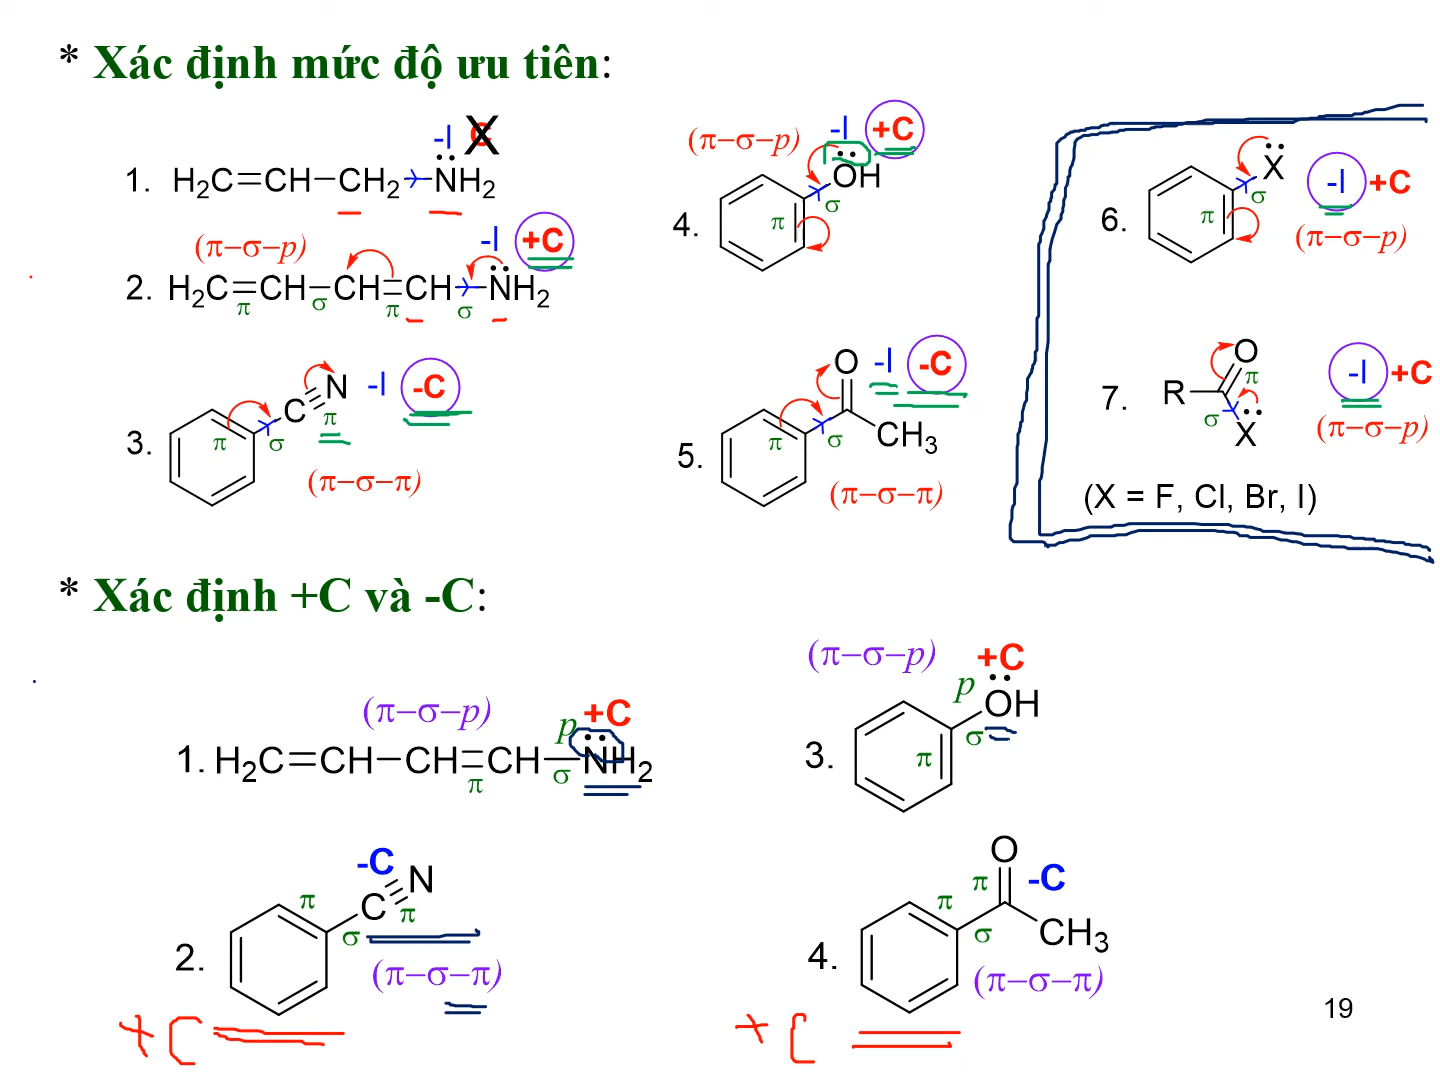 * Xác định mức độ ưu tiên:
-I C X
1. H₂C=CH–CH₂–NH₂
(π–σ–p) -I +C
2. H₂C=CH–CH=CH–NH₂
π σ π σ
3. C≡N -I -C
π σ π
(π–σ–π)
(π–σ–p) -I +C
4. OH
π σ
5. O -I -C
CH₃
π σ
(π–σ–π)
6. X -I +C
π σ
(π–σ–p)
7. R O X -I +C
π σ
(π–σ–p)
(X = F, Cl, Br, I)
* Xác định +C và -C:
(π–σ–p) p +C
1. H₂C=CH–CH=CH–NH₂
π σ
-C
2. C≡N
π σ π
(π–σ–π)
+C
(π–σ–p) +C
p OH
3. π σ
O
π -C
4. CH₃
π σ
(π–σ–π)
+C
19